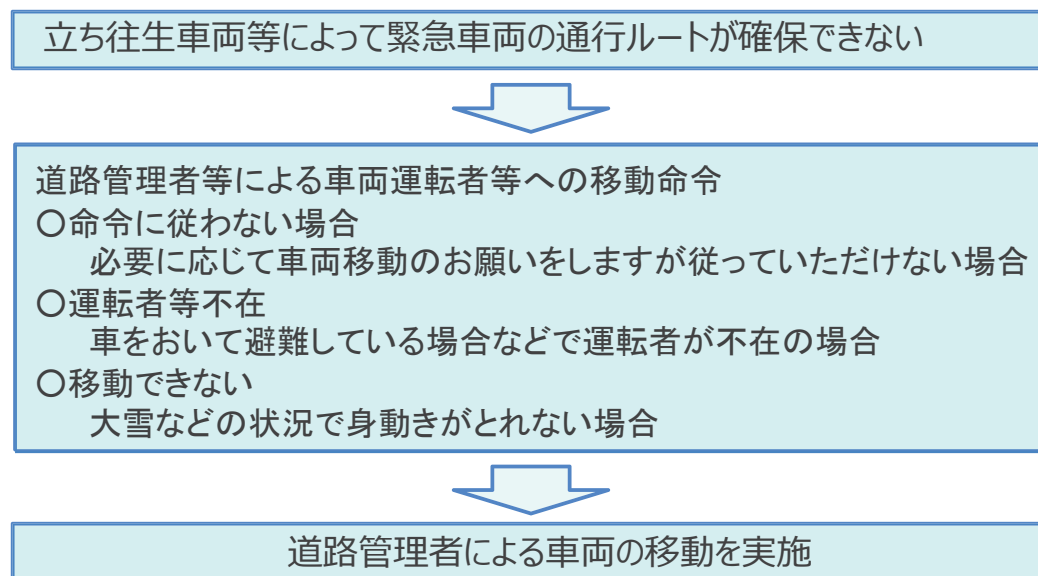 立ち往生車両等によって緊急車両の通行ルートが確保できない
道路管理者等による車両運転者等への移動命令
〇命令に従わない場合
必要に応じて車両移動のお願いをしますが従っていただけない場合
〇運転者等不在
車をおいて避難している場合などで運転者が不在の場合
〇移動できない
大雪などの状況で身動きがとれない場合
道路管理者による車両の移動を実施